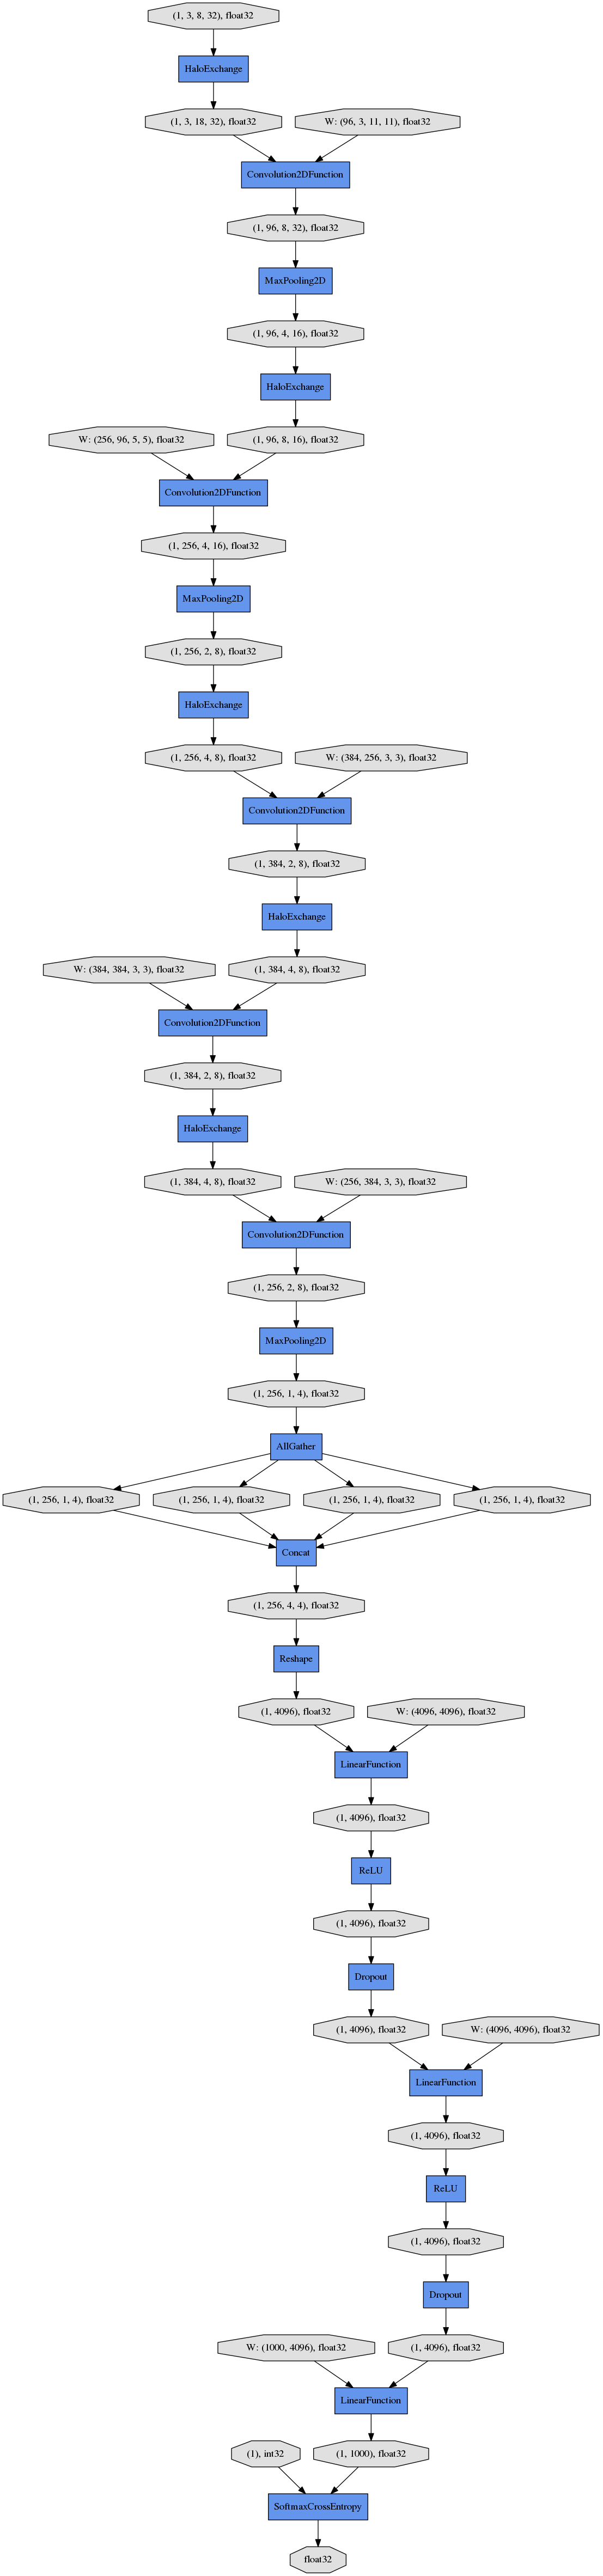 (1, 3, 8, 32), float32
HaloExchange
(1, 3, 18, 32), float32
W: (96, 3, 11, 11), float32
Convolution2DFunction
(1, 96, 8, 32), float32
MaxPooling2D
(1, 96, 4, 16), float32
HaloExchange
W: (256, 96, 5, 5), float32
(1, 96, 8, 16), float32
Convolution2DFunction
(1, 256, 4, 16), float32
MaxPooling2D
(1, 256, 2, 8), float32
HaloExchange
(1, 256, 4, 8), float32
W: (384, 256, 3, 3), float32
Convolution2DFunction
(1, 384, 2, 8), float32
HaloExchange
W: (384, 384, 3, 3), float32
(1, 384, 4, 8), float32
Convolution2DFunction
(1, 384, 2, 8), float32
HaloExchange
(1, 384, 4, 8), float32
W: (256, 384, 3, 3), float32
Convolution2DFunction
(1, 256, 2, 8), float32
MaxPooling2D
(1, 256, 1, 4), float32
AllGather
(1, 256, 1, 4), float32
(1, 256, 1, 4), float32
(1, 256, 1, 4), float32
(1, 256, 1, 4), float32
Concat
(1, 256, 4, 4), float32
Reshape
(1, 4096), float32
W: (4096, 4096), float32
LinearFunction
(1, 4096), float32
ReLU
(1, 4096), float32
Dropout
(1, 4096), float32
W: (4096, 4096), float32
LinearFunction
(1, 4096), float32
ReLU
(1, 4096), float32
Dropout
W: (1000, 4096), float32
(1, 4096), float32
LinearFunction
(1), int32
(1, 1000), float32
SoftmaxCrossEntropy
float32